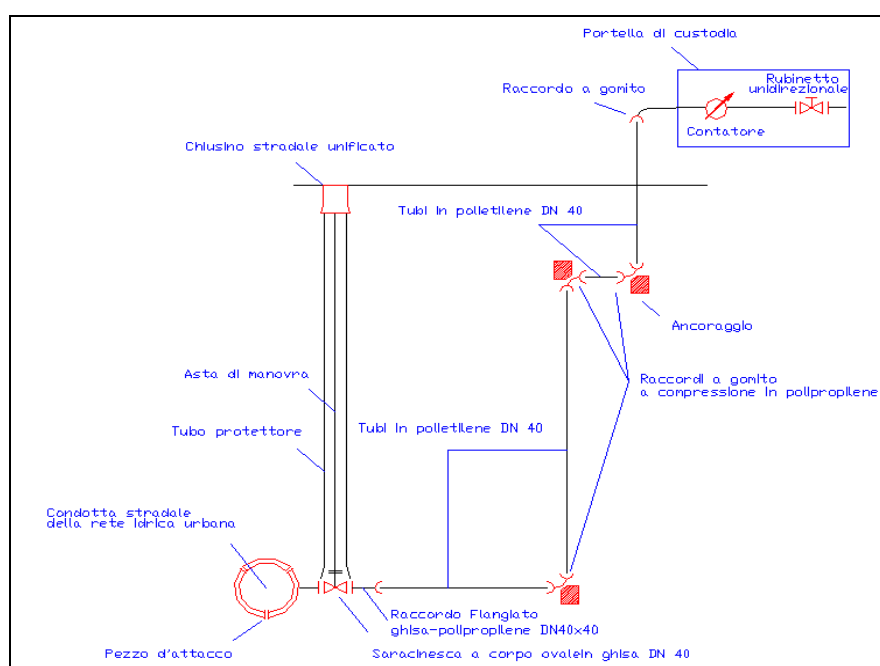 Portella di custodia
Rubinetto
unidirezionale
Raccordo a gomito
Contatore
Chiusino stradale unificato
Tubi in polietilene DN 40
Ancoraggio
Asta di manovra
Raccordi a gomito
a compressione in polipropilene
Tubo protettore
Tubi in polietilene DN 40
Condotta stradale
della rete idrica urbana
Raccordo Flangiato
ghisa-polipropilene DN40x40
Pezzo d'attacco
Saracinesca a corpo ovalein ghisa DN 40